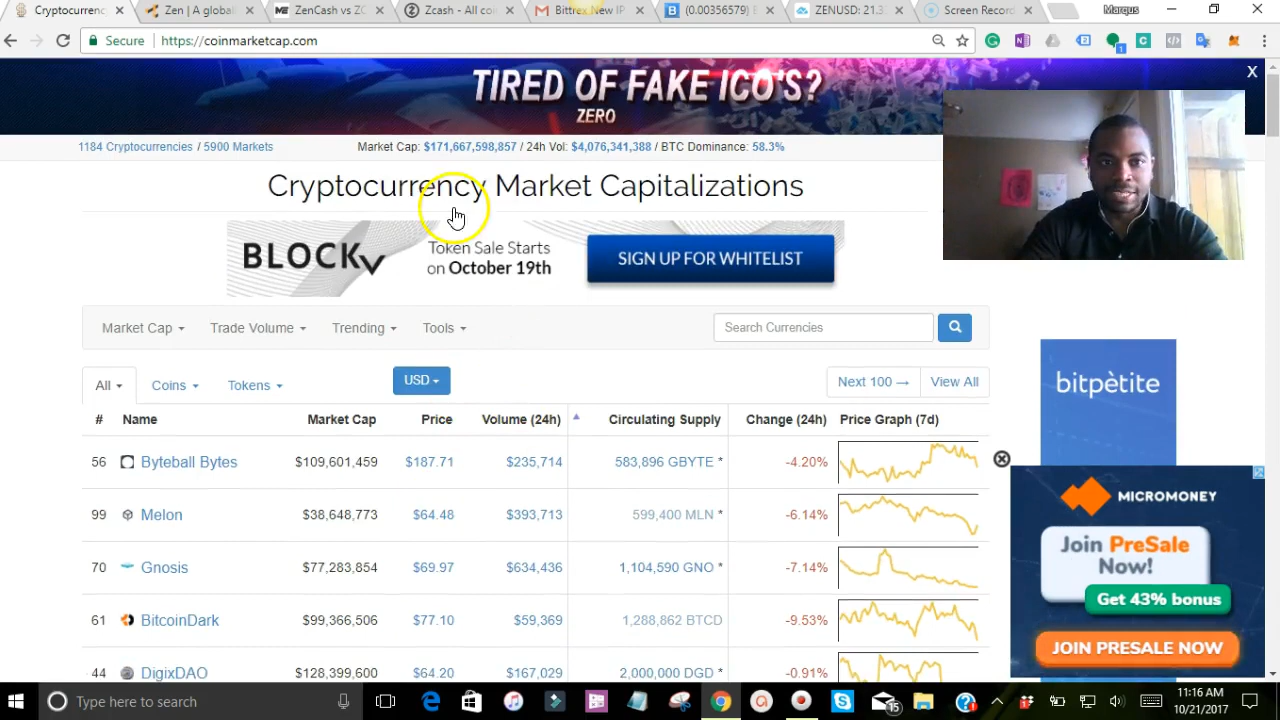 Cryptocurrency
Zen | A global
ZenCash vs ZC
Zcash - All coi
Bittrex New IP
(0.00356579) B
ZENUSD: 21.3
Screen Record
Marqus
Secure | https://coinmarketcap.com
TIRED OF FAKE ICO'S?
ZERO
X
1184 Cryptocurrencies / 5900 Markets
Market Cap: $171,667,598,857 / 24h Vol: $4,076,341,388 / BTC Dominance: 58.3%
Cryptocurrency Market Capitalizations
BLOCKv
Token Sale Starts
on October 19th
SIGN UP FOR WHITELIST
Market Cap
Trade Volume
Trending
Tools
Search Currencies
All
Coins
Tokens
USD
Next 100 →
View All
# Name Market Cap Price Volume (24h) Circulating Supply Change (24h) Price Graph (7d)
56 Byteball Bytes $109,601,459 $187.71 $235,714 583,896 GBYTE * -4.20%
99 Melon $38,648,773 $64.48 $393,713 599,400 MLN * -6.14%
70 Gnosis $77,283,854 $69.97 $634,436 1,104,590 GNO * -7.14%
61 BitcoinDark $99,366,506 $77.10 $59,369 1,288,862 BTCD -9.53%
44 DigixDAO $128,399,600 $64.20 $167,029 2,000,000 DGD * -0.91%
bitpètite
MICROMONEY
Join PreSale
Now!
Get 43% bonus
JOIN PRESALE NOW
Type here to search
15
11:16 AM
10/21/2017